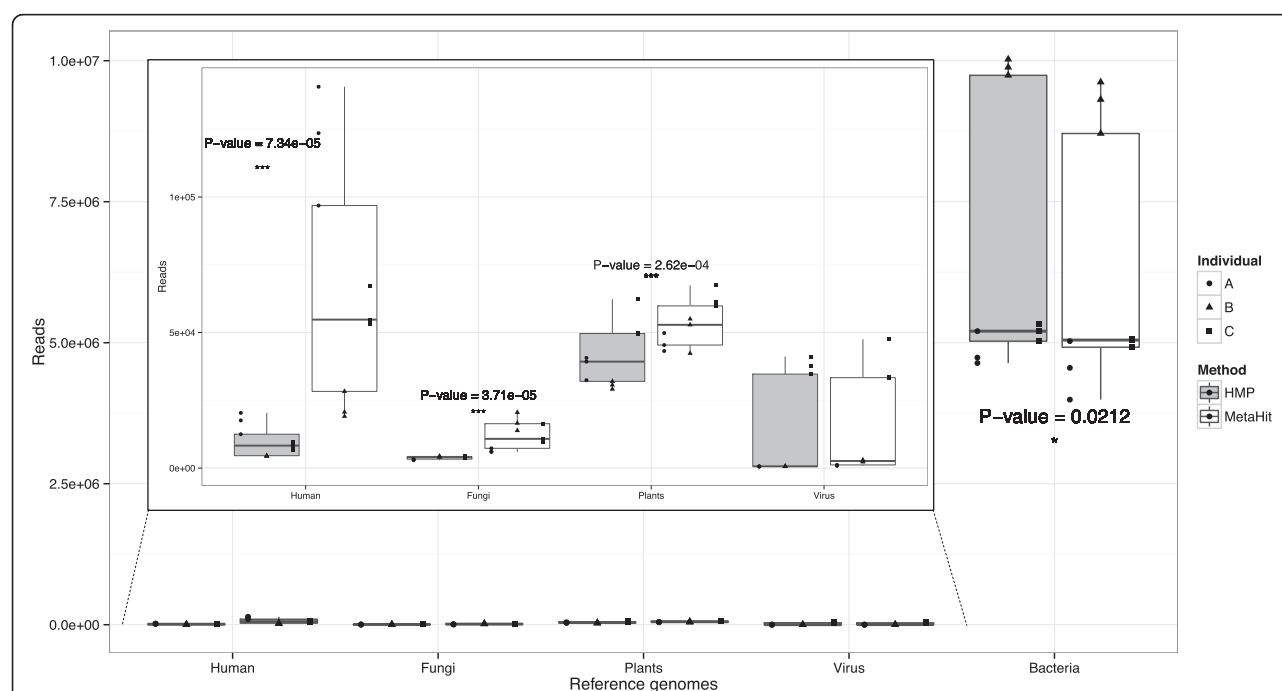 1.0e+07
7.5e+06
5.0e+06
2.5e+06
0.0e+00
Reads
1e+05
5e+04
0e+00
Reads
P-value = 7.34e-05
***
P-value = 3.71e-05
***
P-value = 2.62e-04
***
Human Fungi Plants Virus
P-value = 0.0212
*
Individual
A
B
C
Method
HMP
MetaHit
Human Fungi Plants Virus Bacteria
Reference genomes